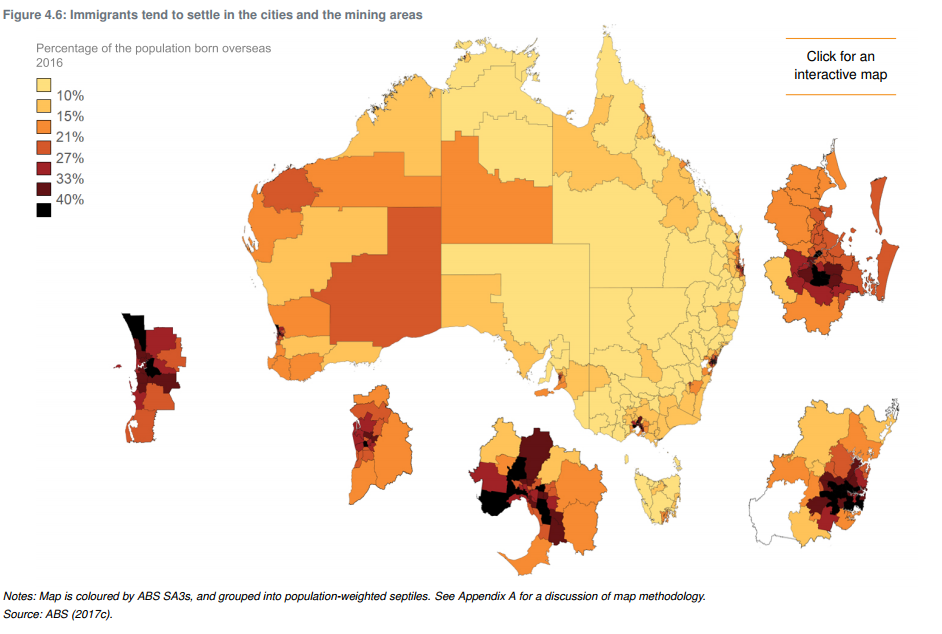 Figure 4.6: Immigrants tend to settle in the cities and the mining areas
Percentage of the population born overseas
2016
10%
15%
21%
27%
33%
40%
Click for an
interactive map
Notes: Map is coloured by ABS SA3s, and grouped into population-weighted septiles. See Appendix A for a discussion of map methodology.
Source: ABS (2017c).